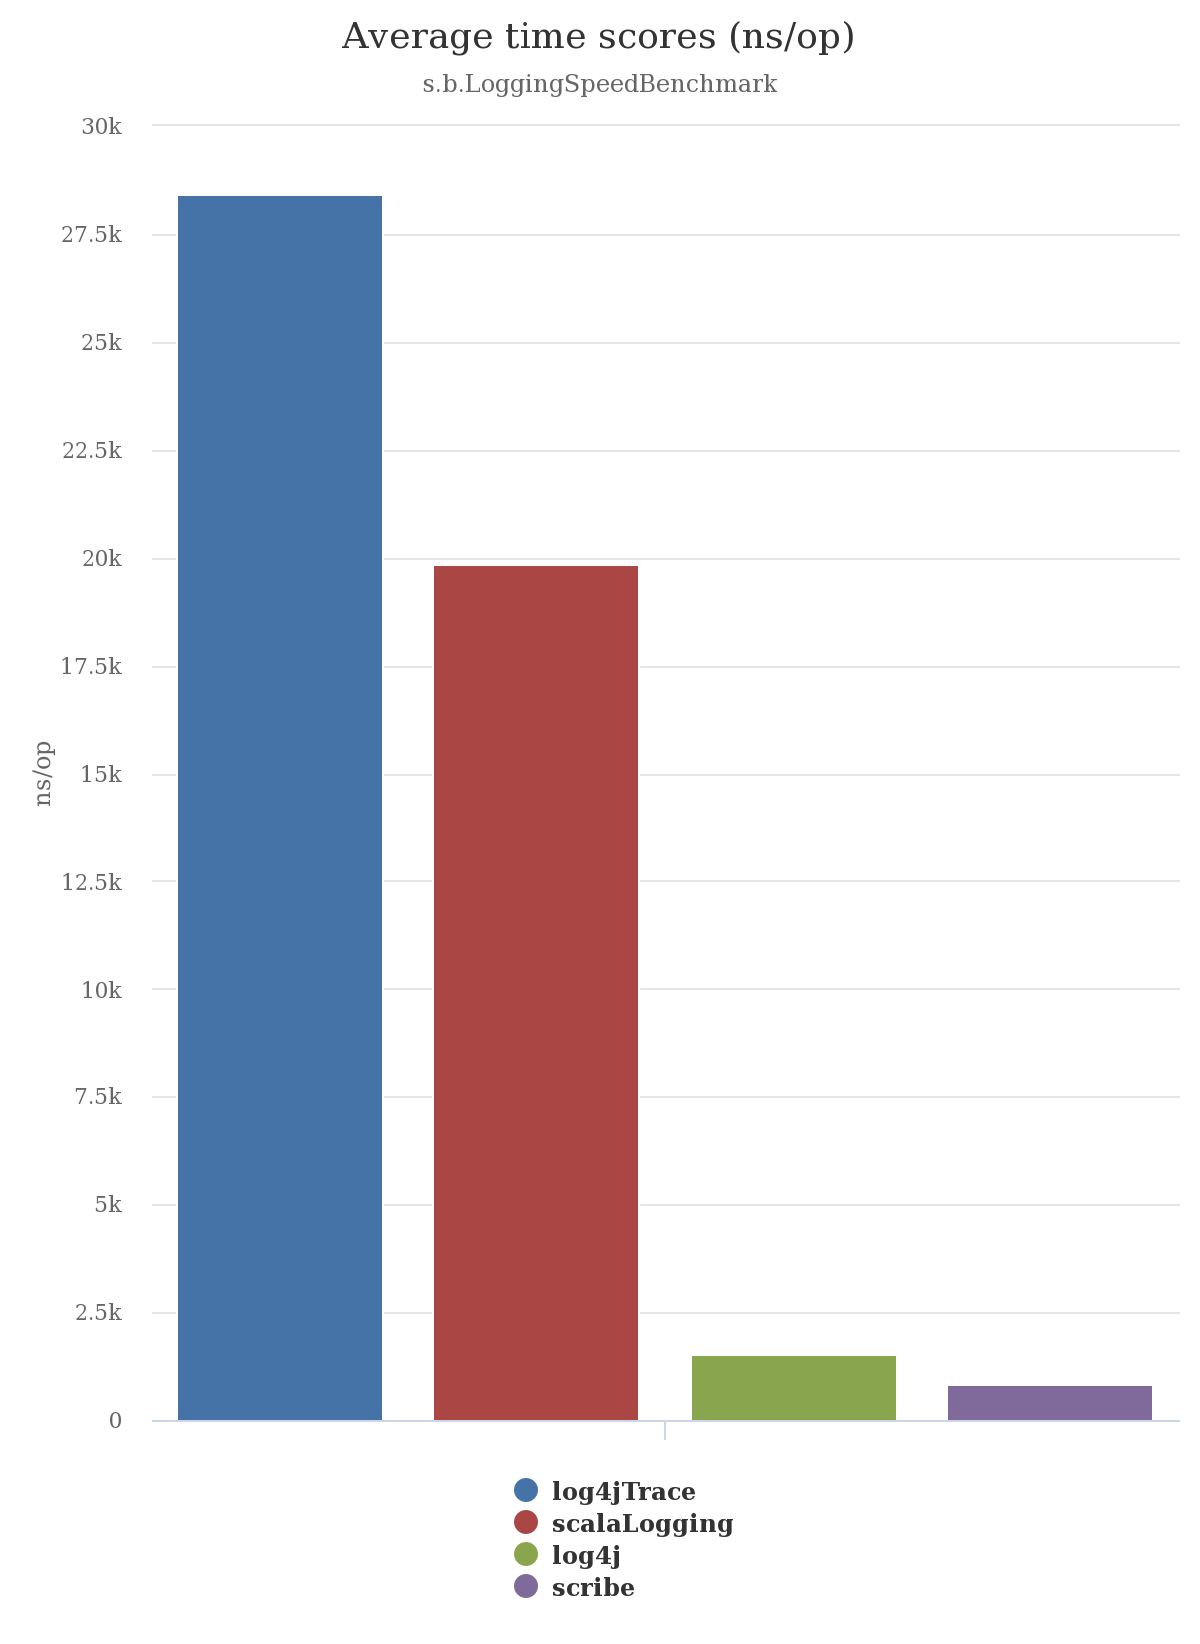 Average time scores (ns/op)
s.b.LoggingSpeedBenchmark
30k
27.5k
25k
22.5k
20k
17.5k
15k
12.5k
10k
7.5k
5k
2.5k
0
ns/op
log4jTrace
scalaLogging
log4j
scribe